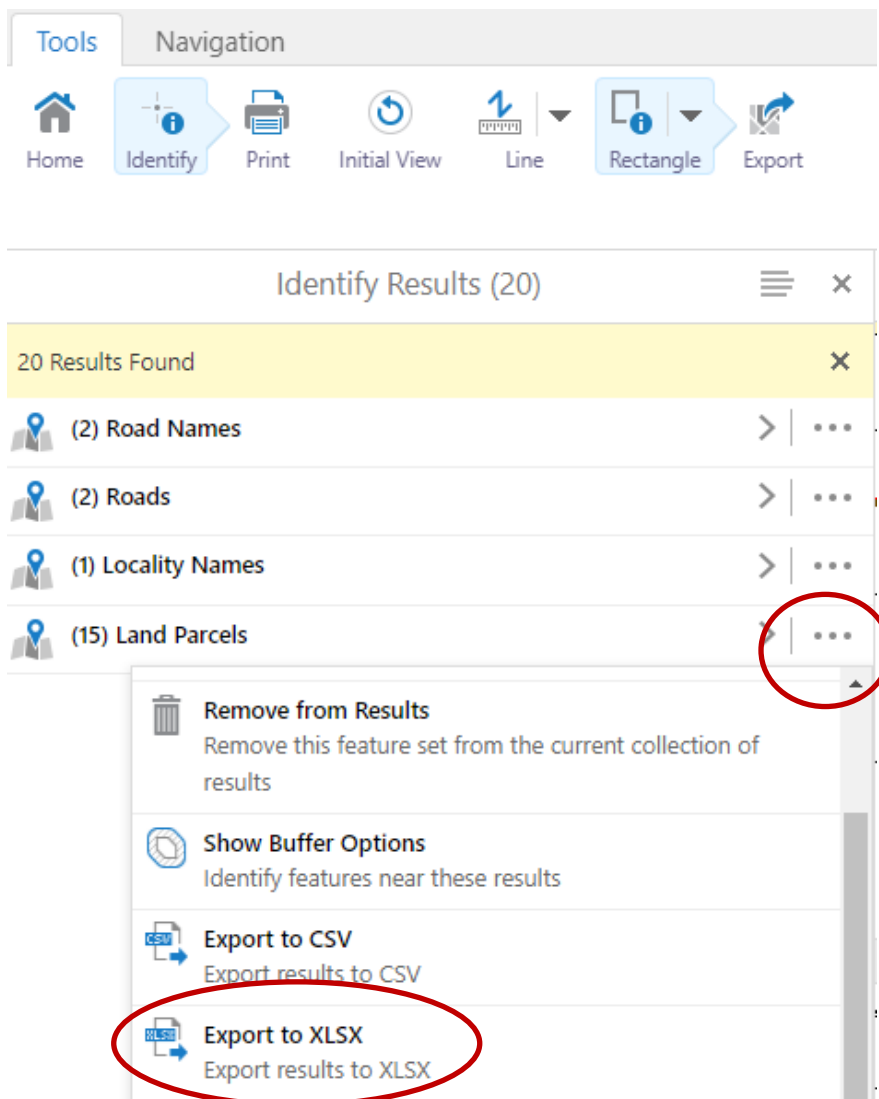 Tools Navigation
Home Identify Print Initial View Line Rectangle Export
Identify Results (20)
20 Results Found
(2) Road Names
(2) Roads
(1) Locality Names
(15) Land Parcels
Remove from Results
Remove this feature set from the current collection of
results
Show Buffer Options
Identify features near these results
CSV
Export to CSV
Export results to CSV
XLSX
Export to XLSX
Export results to XLSX